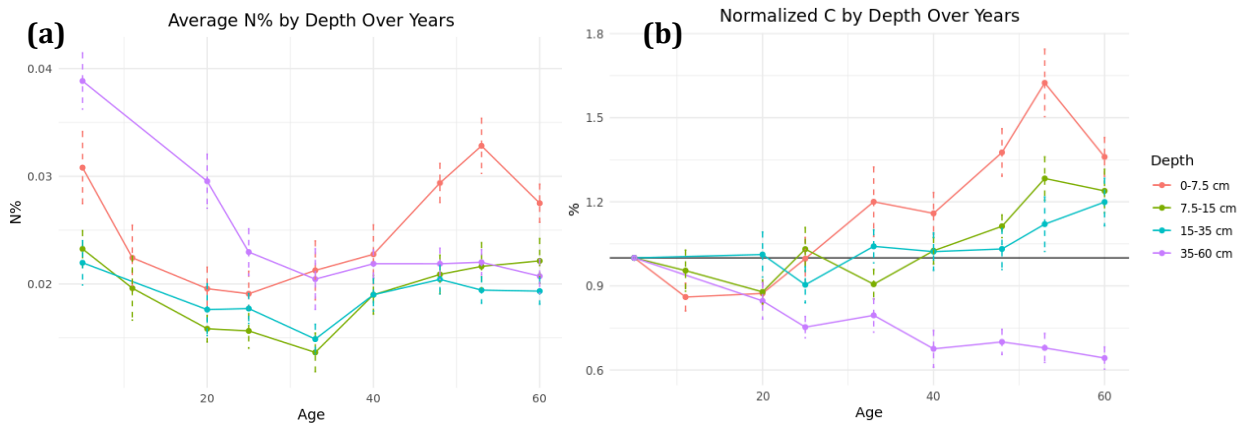 (a)
Average N% by Depth Over Years
0.04
0.03
0.02
N%
20
40
60
Age
(b)
Normalized C by Depth Over Years
1.8
1.5
1.2
0.9
0.6
%
20
40
60
Age
Depth
0-7.5 cm
7.5-15 cm
15-35 cm
35-60 cm